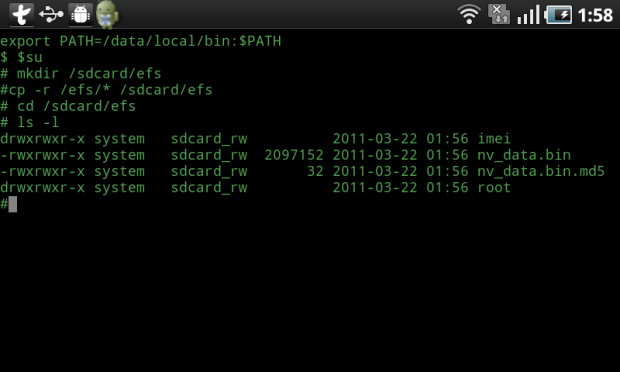 1:58
export PATH=/data/local/bin:$PATH
$ $su
# mkdir /sdcard/efs
#cp -r /efs/* /sdcard/efs
# cd /sdcard/efs
# ls -l
drwxrwxr-x system   sdcard_rw          2011-03-22 01:56 imei
-rwxrwxr-x system   sdcard_rw  2097152 2011-03-22 01:56 nv_data.bin
-rwxrwxr-x system   sdcard_rw       32 2011-03-22 01:56 nv_data.bin.md5
drwxrwxr-x system   sdcard_rw          2011-03-22 01:56 root
#